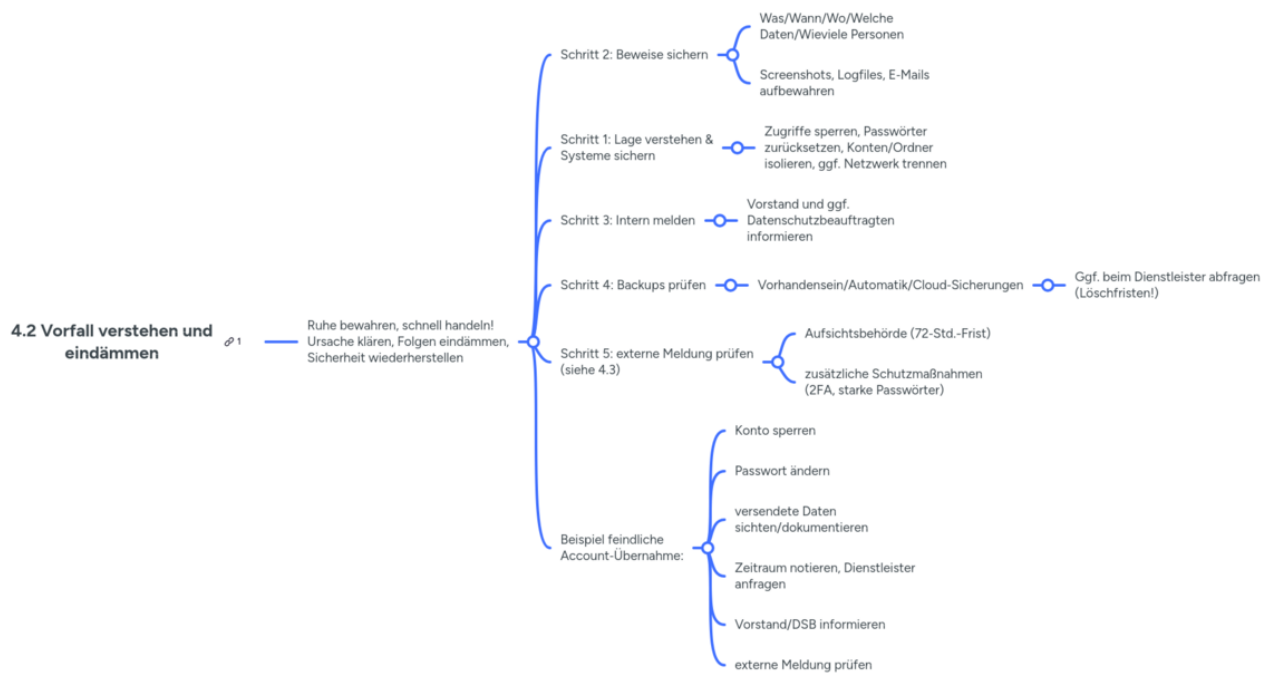 4.2 Vorfall verstehen und
eindämmen
1
Ruhe bewahren, schnell handeln!
Ursache klären, Folgen eindämmen,
Sicherheit wiederherstellen
Schritt 2: Beweise sichern
Was/Wann/Wo/Welche
Daten/Wieviele Personen
Screenshots, Logfiles, E-Mails
aufbewahren
Schritt 1: Lage verstehen &
Systeme sichern
Zugriffe sperren, Passwörter
zurücksetzen, Konten/Ordner
isolieren, ggf. Netzwerk trennen
Schritt 3: Intern melden
Vorstand und ggf.
Datenschutzbeauftragten
informieren
Schritt 4: Backups prüfen
Vorhandensein/Automatik/Cloud-Sicherungen
Ggf. beim Dienstleister abfragen
(Löschfristen!)
Schritt 5: externe Meldung prüfen
(siehe 4.3)
Aufsichtsbehörde (72-Std.-Frist)
zusätzliche Schutzmaßnahmen
(2FA, starke Passwörter)
Beispiel feindliche
Account-Übernahme:
Konto sperren
Passwort ändern
versendete Daten
sichten/dokumentieren
Zeitraum notieren, Dienstleister
anfragen
Vorstand/DSB informieren
externe Meldung prüfen